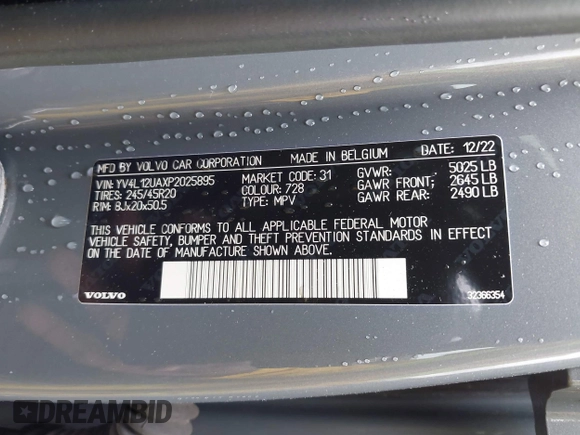 MFD BY VOLVO CAR CORPORATION MADE IN BELGIUM DATE: 12/22
VIN: YV4L12UAXP2025895 MARKET CODE: 31 GVWR: 5025 LB
TIRES: 245/45R20 COLOUR: 728 GAWR FRONT: 2645 LB
RIM: 8Jx20x50.5 TYPE: MPV GAWR REAR: 2490 LB
THIS VEHICLE CONFORMS TO ALL APPLICABLE FEDERAL MOTOR
VEHICLE SAFETY, BUMPER AND THEFT PREVENTION STANDARDS IN EFFECT
ON THE DATE OF MANUFACTURE SHOWN ABOVE.
VOLVO 32366354
DREAMBID